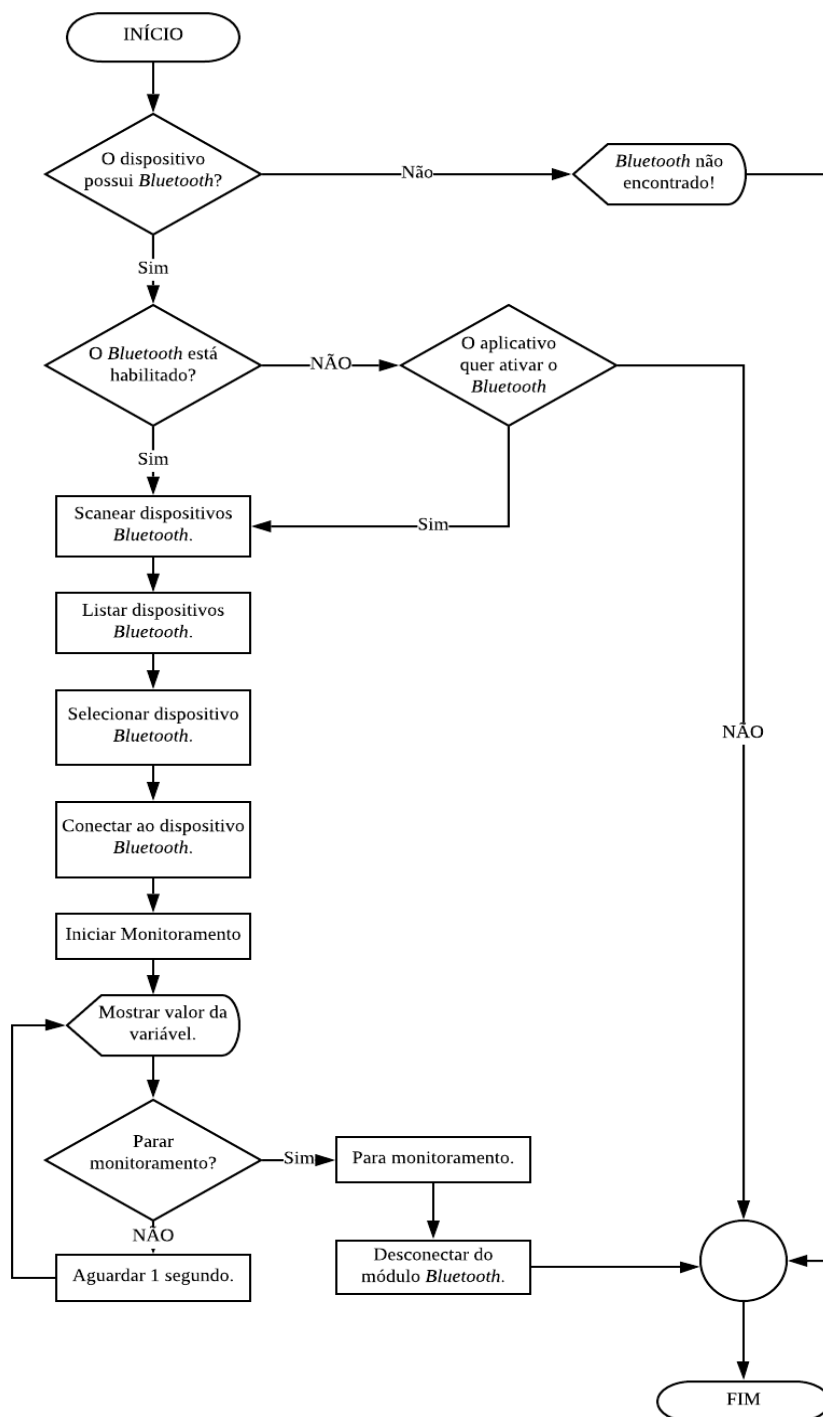 INÍCIO
O dispositivo
possui Bluetooth?
Não
Bluetooth não
encontrado!
Sim
O Bluetooth está
habilitado?
NÃO
O aplicativo
quer ativar o
Bluetooth
Sim
Scanear dispositivos
Bluetooth.
Sim
Listar dispositivos
Bluetooth.
Selecionar dispositivo
Bluetooth.
NÃO
Conectar ao dispositivo
Bluetooth.
Iniciar Monitoramento
Mostrar valor da
variável.
Parar
monitoramento?
Sim
Para monitoramento.
NÃO
Aguardar 1 segundo.
Desconectar do
módulo Bluetooth.
FIM